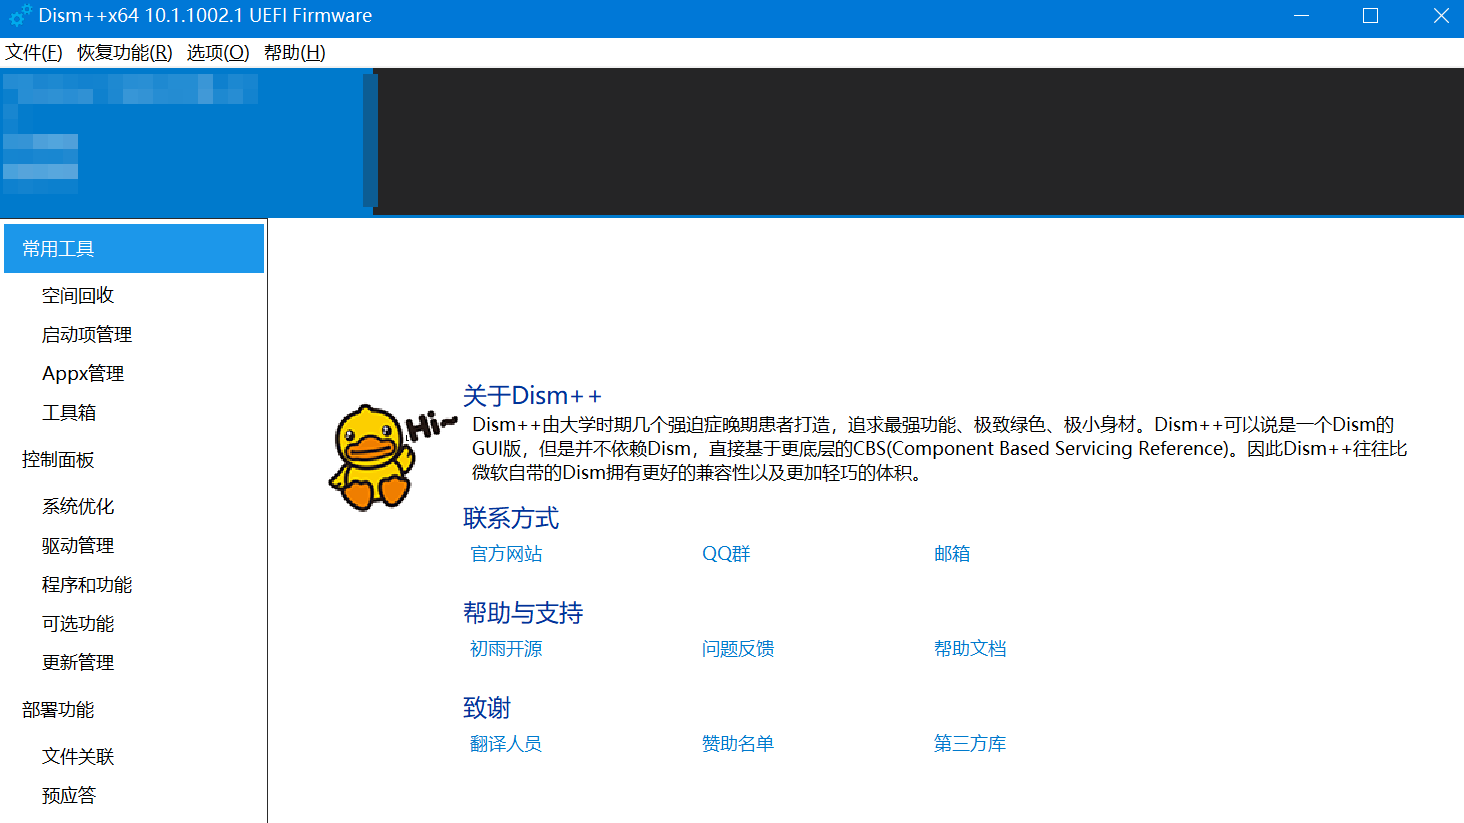 Dism++x64 10.1.1002.1 UEFI Firmware
文件(F) 恢复功能(R) 选项(O) 帮助(H)
常用工具
空间回收
启动项管理
Appx管理
工具箱
控制面板
系统优化
驱动管理
程序和功能
可选功能
更新管理
部署功能
文件关联
预应答
Hi~
关于Dism++
Dism++由大学时期几个强迫症晚期患者打造，追求最强功能、极致绿色、极小身材。Dism++可以说是一个Dism的
GUI版，但是并不依赖Dism，直接基于更底层的CBS(Component Based Servicing Reference)。因此Dism++往往比
微软自带的Dism拥有更好的兼容性以及更加轻巧的体积。
联系方式
官方网站 QQ群 邮箱
帮助与支持
初雨开源 问题反馈 帮助文档
致谢
翻译人员 赞助名单 第三方库